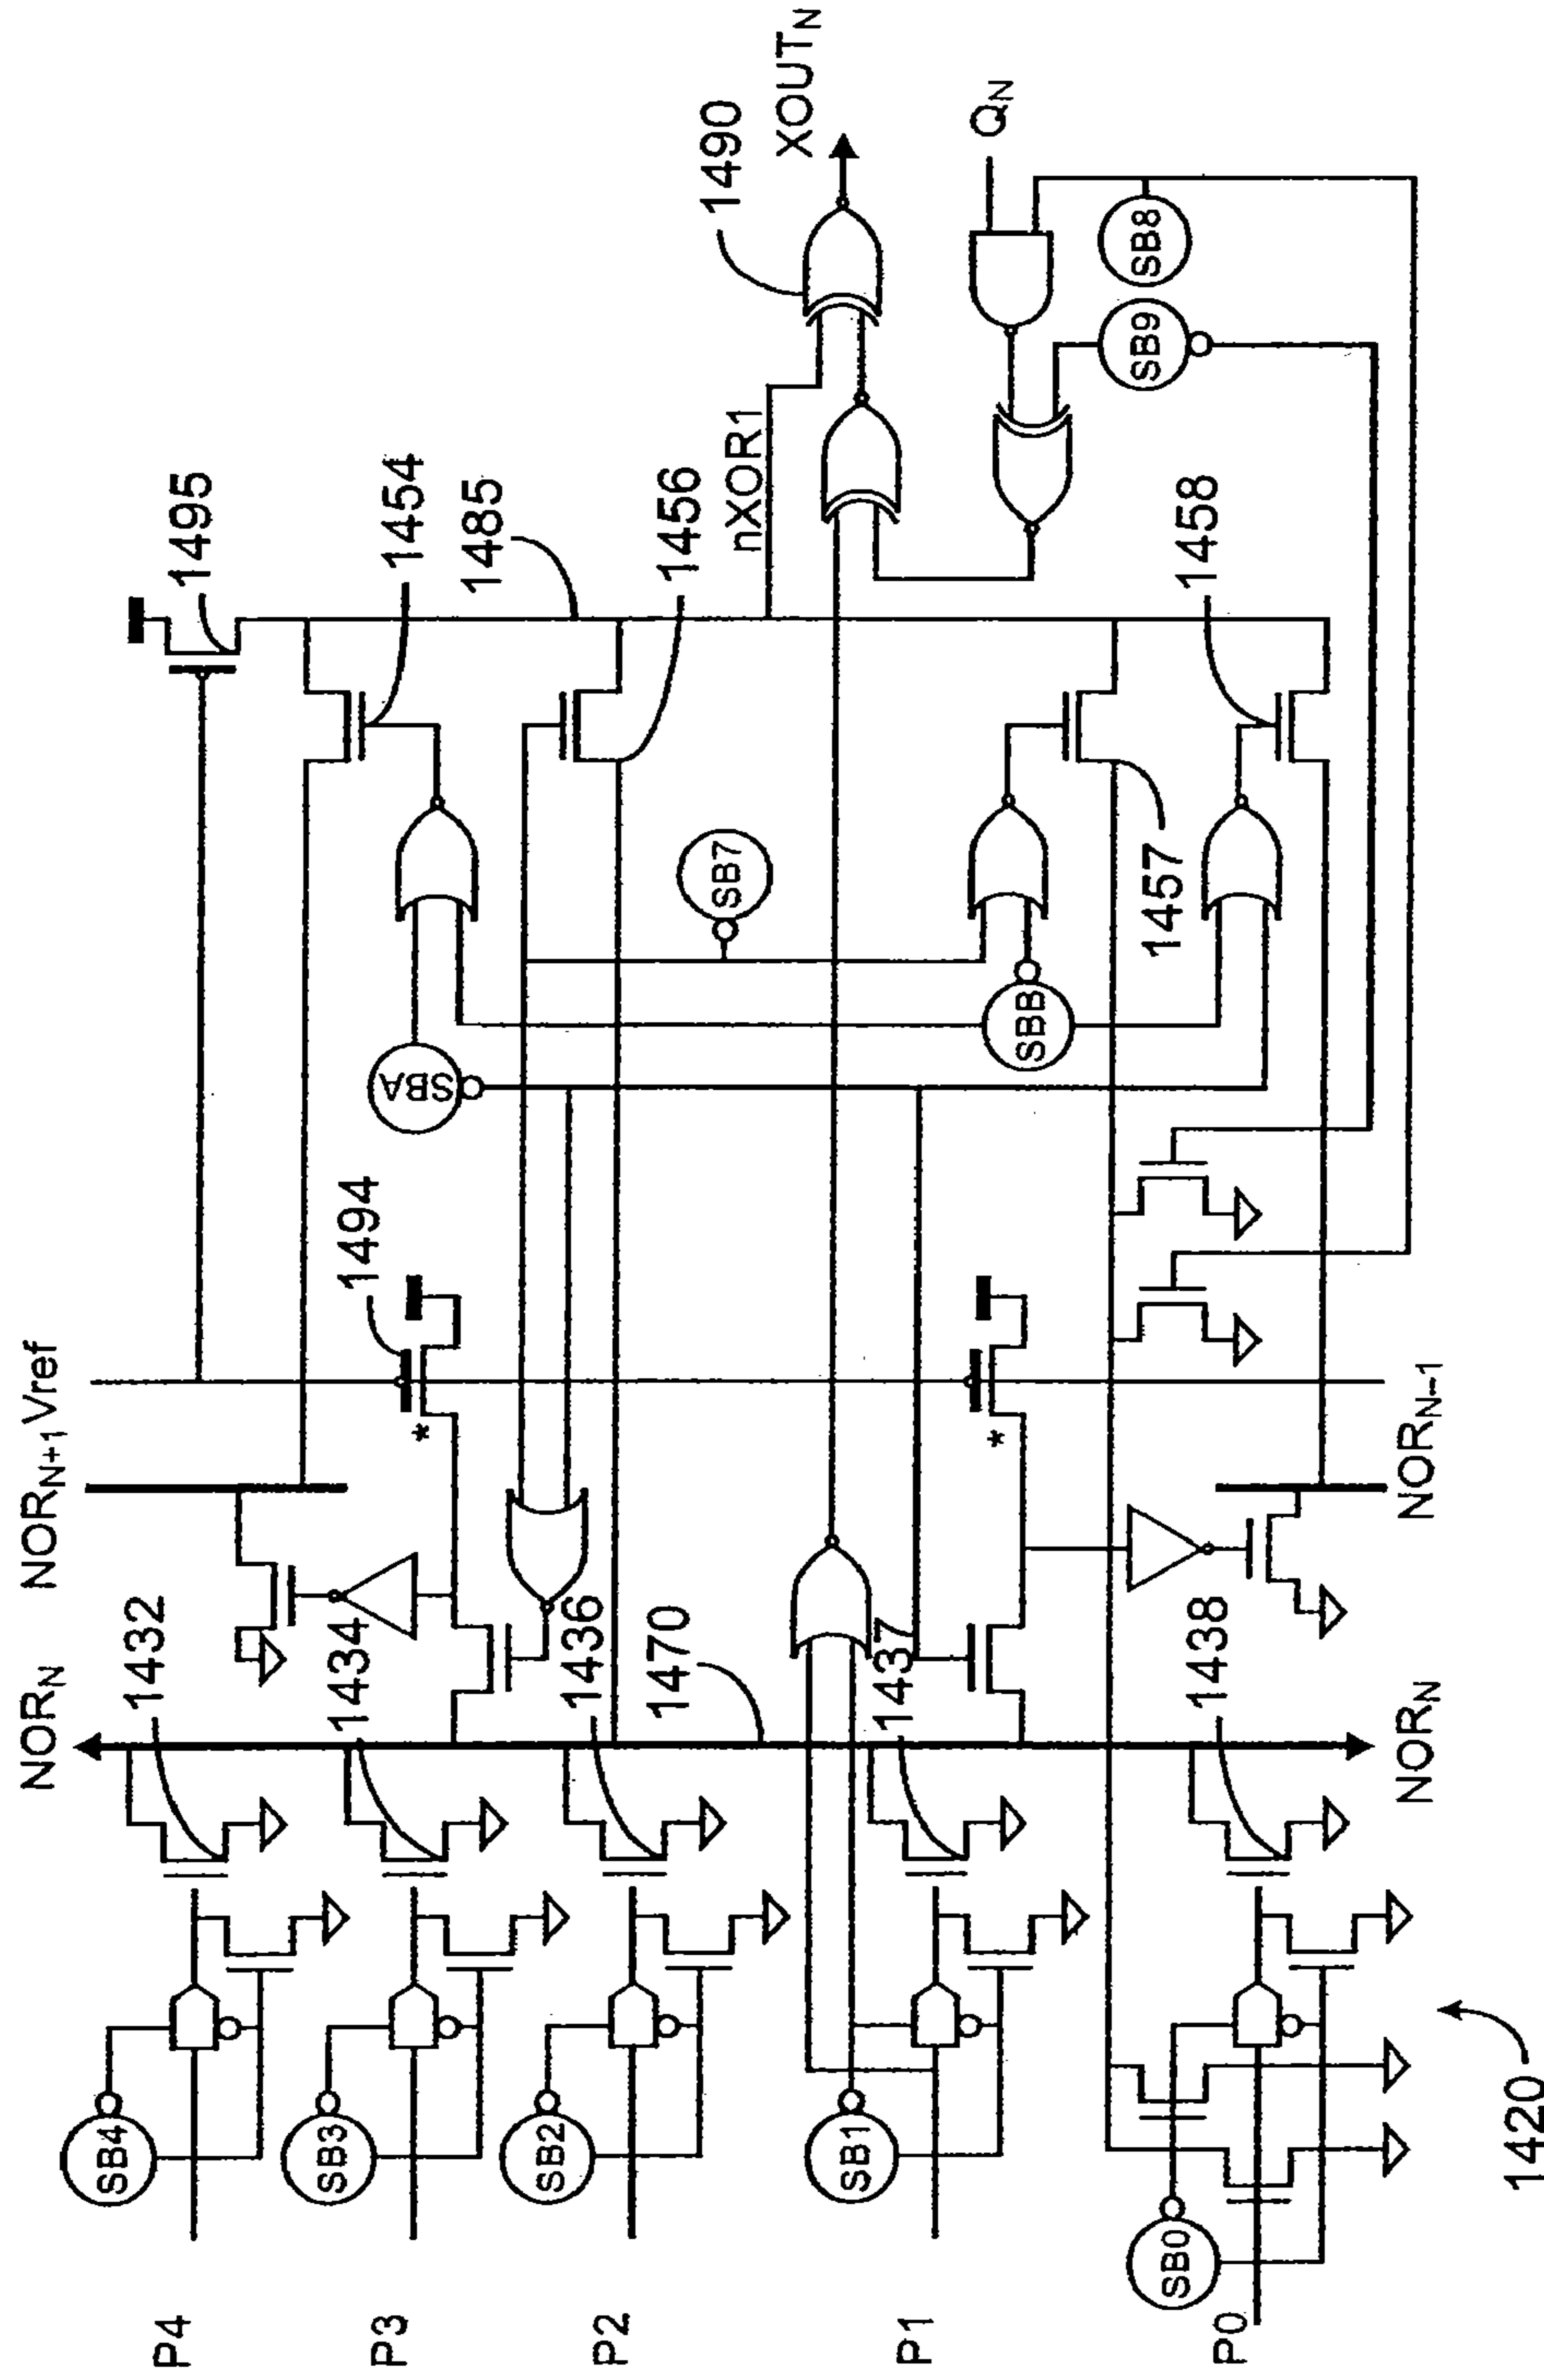 P4
P3
P2
P1
P0
SB4
SB3
SB2
SB1
SB0
1420
NORN
1432
1434
1436
1470
1437
1438
NORN
NORN+1
Vref
1494
NORN-1
SBA
SBB
SB7
1495
1454
1485
1456
1457
1458
nXOR1
1490
XOUTN
QN
SB9
SB8